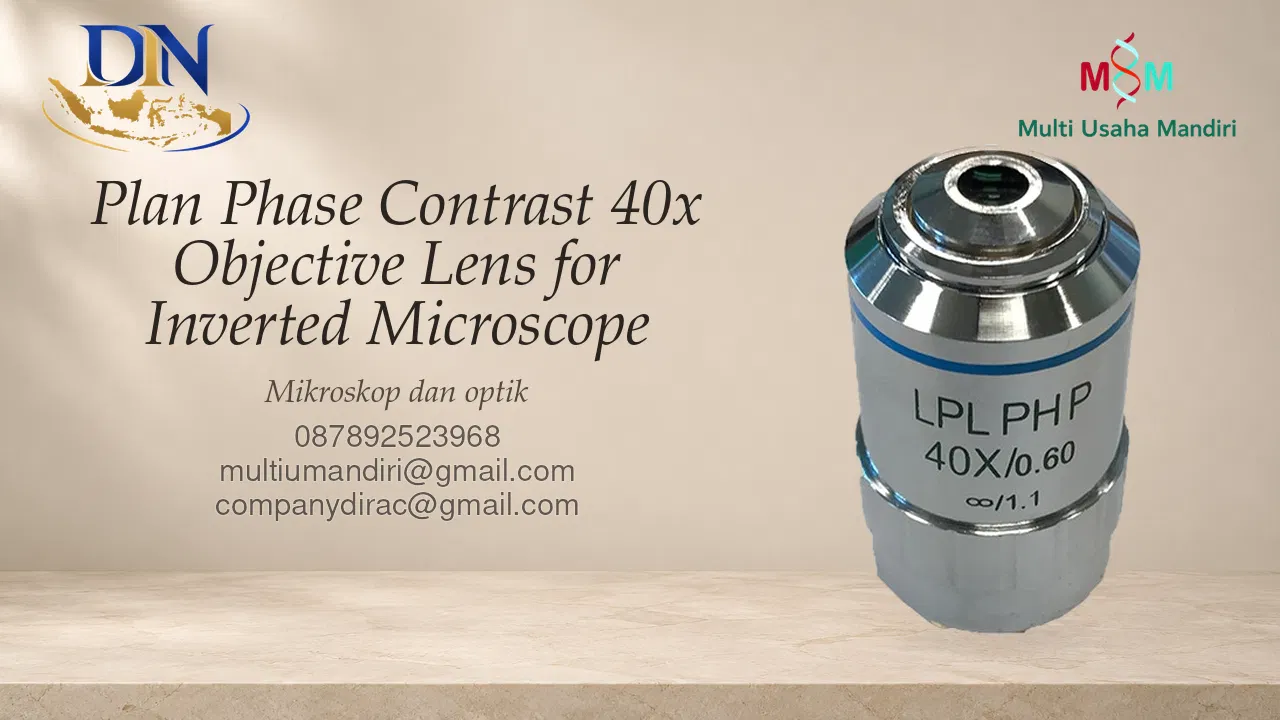 DN
M M
Multi Usaha Mandiri
Plan Phase Contrast 40x
Objective Lens for
Inverted Microscope
Mikroskop dan optik
087892523968
multiumandiri@gmail.com
companydirac@gmail.com
LPL PH P
40X/0.60
∞/1.1